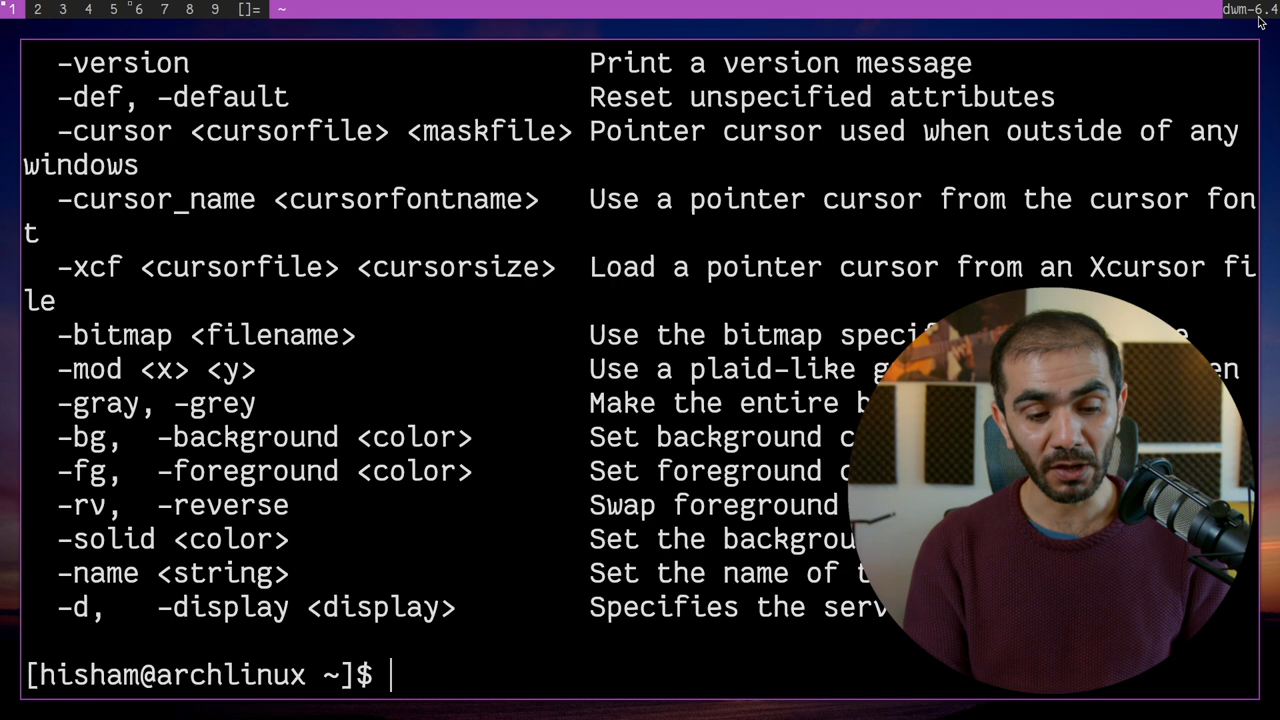 1 2 3 4 5 6 7 8 9 []= ~ dwm-6.4
-version Print a version message
-def, -default Reset unspecified attributes
-cursor <cursorfile> <maskfile> Pointer cursor used when outside of any
windows
-cursor_name <cursorfontname> Use a pointer cursor from the cursor fon
t
-xcf <cursorfile> <cursorsize> Load a pointer cursor from an Xcursor fi
le
-bitmap <filename> Use the bitmap
-mod <x> <y> Use a plaid-like
-gray, -grey Make the entire
-bg, -background <color> Set background
-fg, -foreground <color> Set foreground
-rv, -reverse Swap foreground
-solid <color> Set the
-name <string> Set the name of
-d, -display <display> Specifies the
[hisham@archlinux ~]$